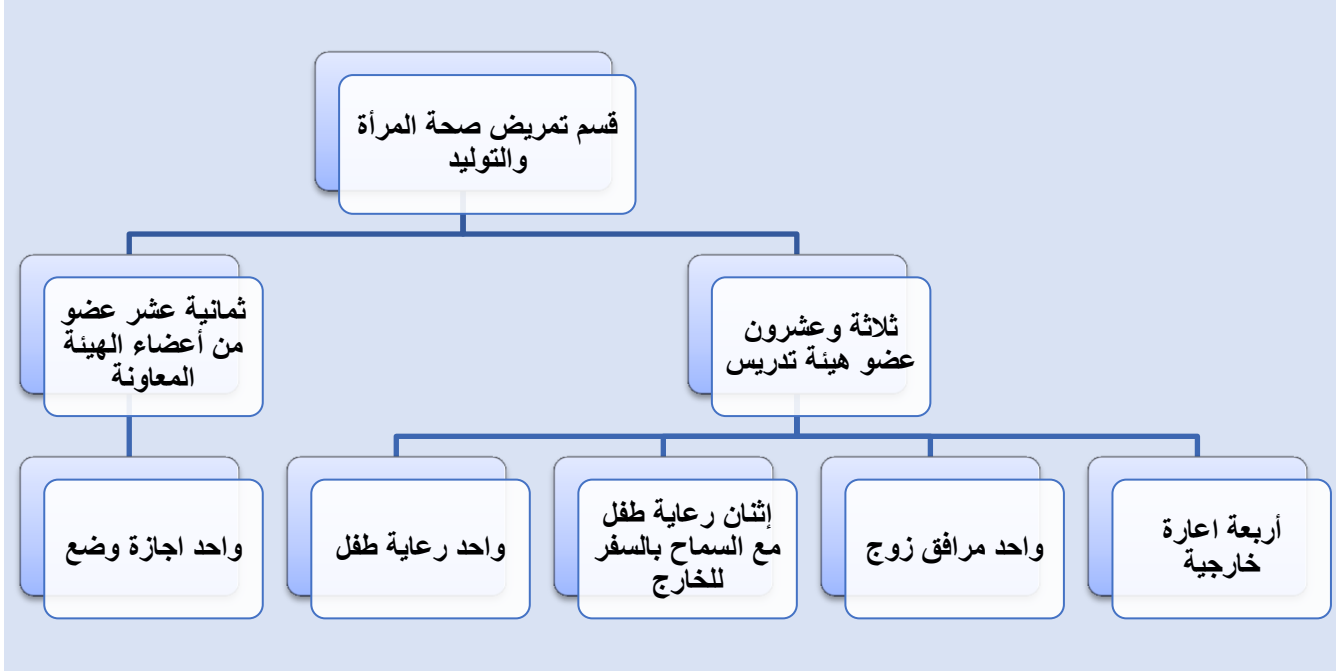 قسم تمريض صحة المرأة
والتوليد
ثلاثة وعشرون
عضو هيئة تدريس
ثمانية عشر عضو
من أعضاء الهيئة
المعاونة
أربعة اعارة
خارجية
واحد مرافق زوج
إثنان رعاية طفل
مع السماح بالسفر
للخارج
واحد رعاية طفل
واحد اجازة وضع